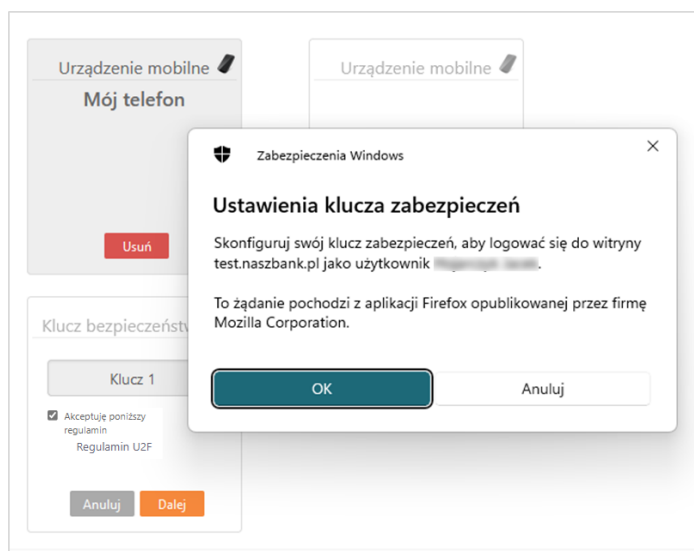 Urządzenie mobilne
Mój telefon
Usuń
Urządzenie mobilne
Klucz bezpieczeństw
Klucz 1
Akceptuję poniższy
regulamin
Regulamin U2F
Anuluj
Dalej
Zabezpieczenia Windows
Ustawienia klucza zabezpieczeń
Skonfiguruj swój klucz zabezpieczeń, aby logować się do witryny
test.naszbank.pl jako użytkownik .
To żądanie pochodzi z aplikacji Firefox opublikowanej przez firmę
Mozilla Corporation.
OK
Anuluj